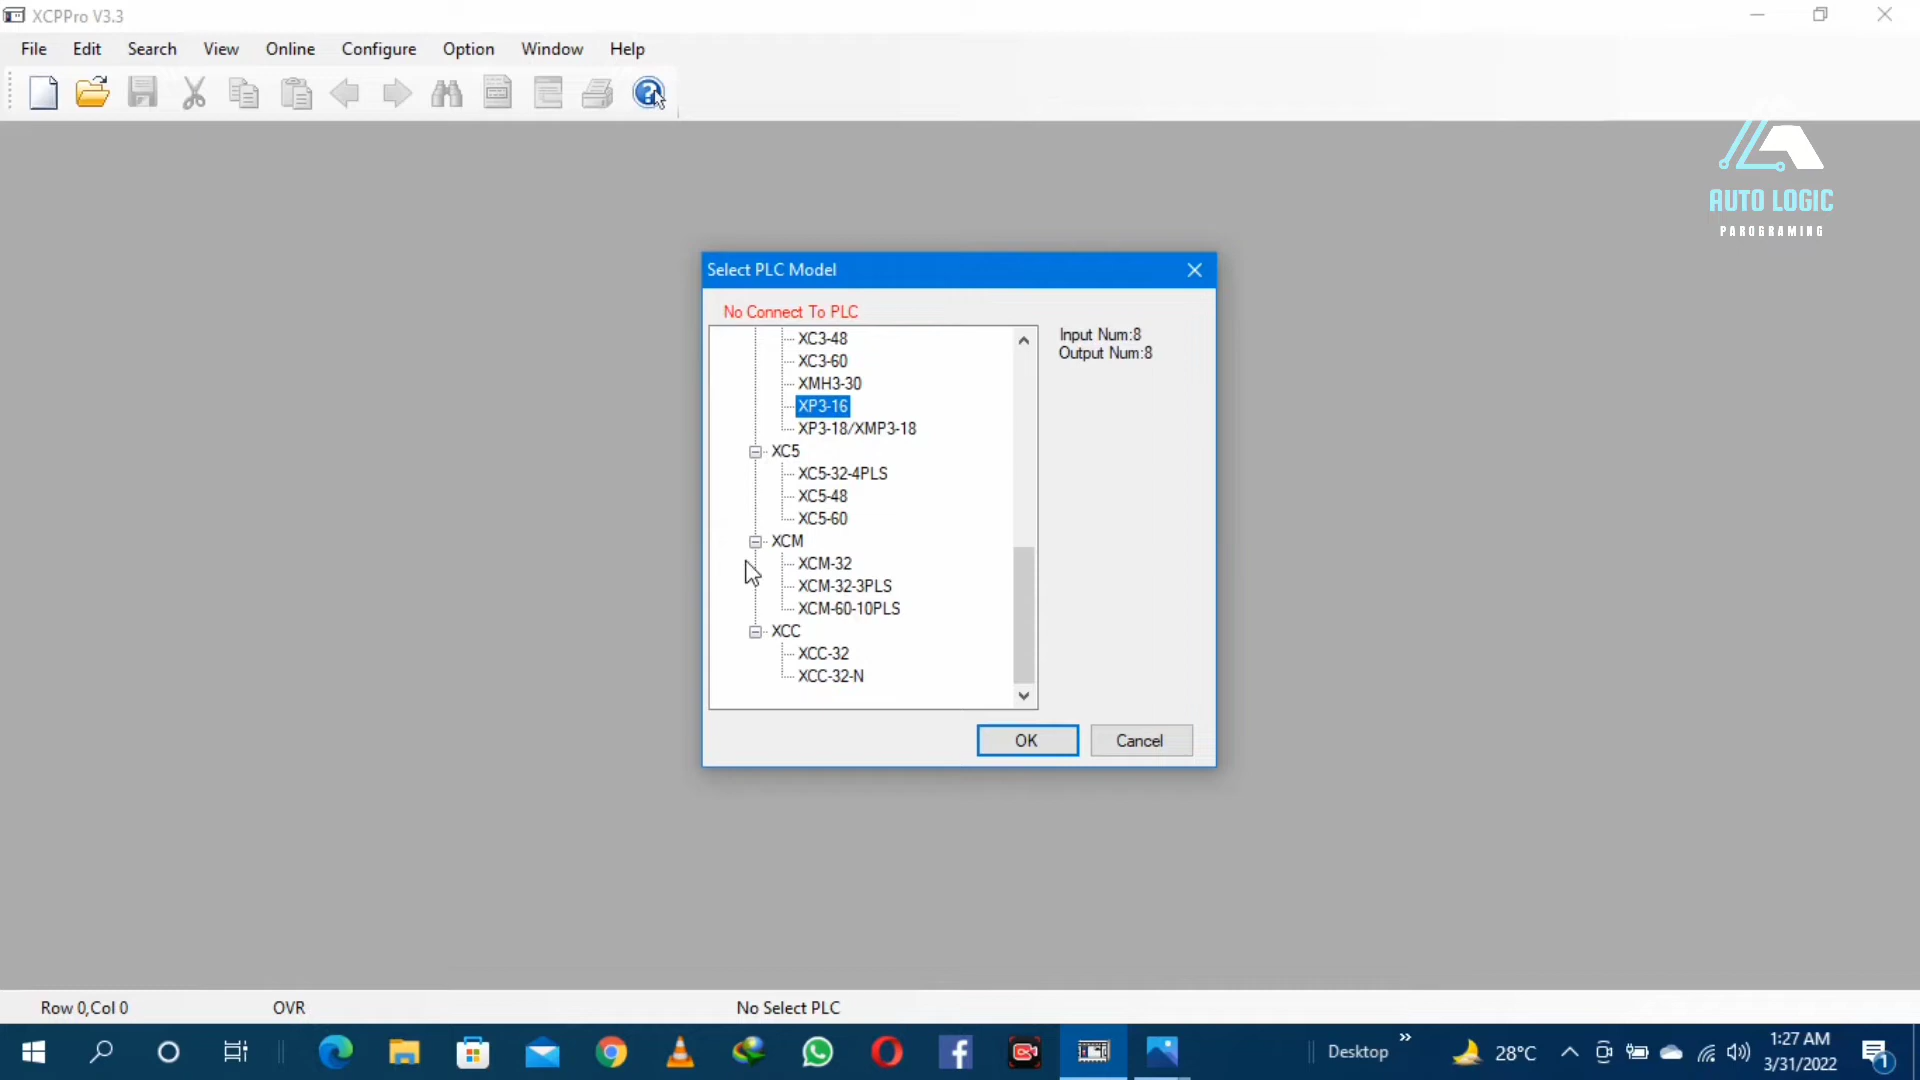 XCPPro V3.3
File Edit Search View Online Configure Option Window Help
AUTO LOGIC
PAROGRAMING
Select PLC Model
No Connect To PLC
XC3-48
XC3-60
XMH3-30
XP3-16
XP3-18/XMP3-18
XC5
XC5-32-4PLS
XC5-48
XC5-60
XCM
XCM-32
XCM-32-3PLS
XCM-60-10PLS
XCC
XCC-32
XCC-32-N
Input Num:8
Output Num:8
OK Cancel
Row 0,Col 0 OVR No Select PLC
Desktop 28°C 1:27 AM
3/31/2022 1